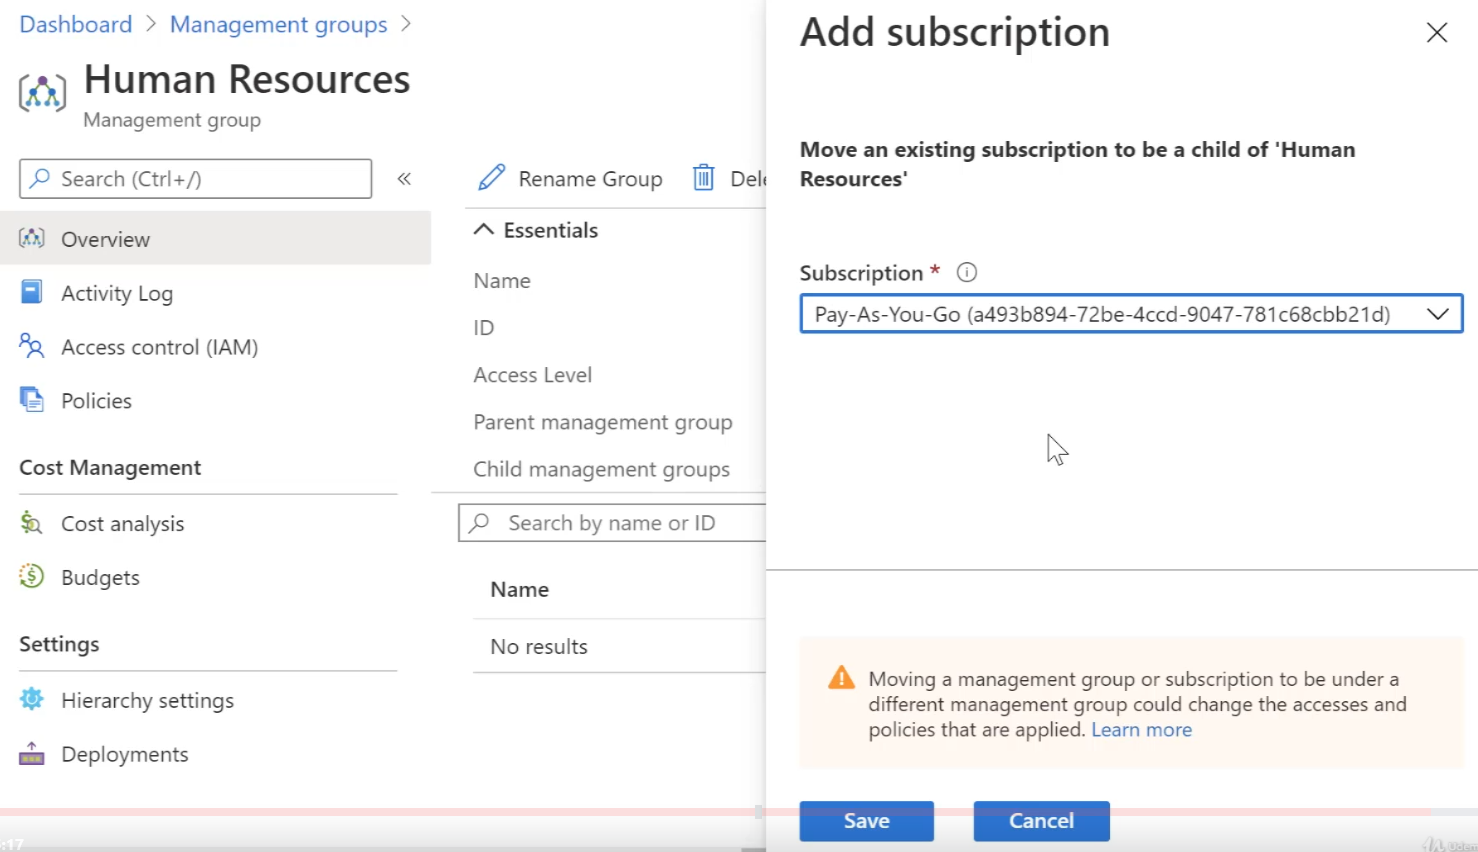 Dashboard > Management groups >
Human Resources
Management group
Search (Ctrl+/)
«
Overview
Activity Log
Access control (IAM)
Policies
Cost Management
Cost analysis
Budgets
Settings
Hierarchy settings
Deployments
Rename Group
Essentials
Name
ID
Access Level
Parent management group
Child management groups
Search by name or ID
Name
No results
Add subscription
Move an existing subscription to be a child of 'Human
Resources'
Subscription *
Pay-As-You-Go (a493b894-72be-4ccd-9047-781c68cbb21d)
Moving a management group or subscription to be under a
different management group could change the accesses and
policies that are applied. Learn more
Save
Cancel
:17